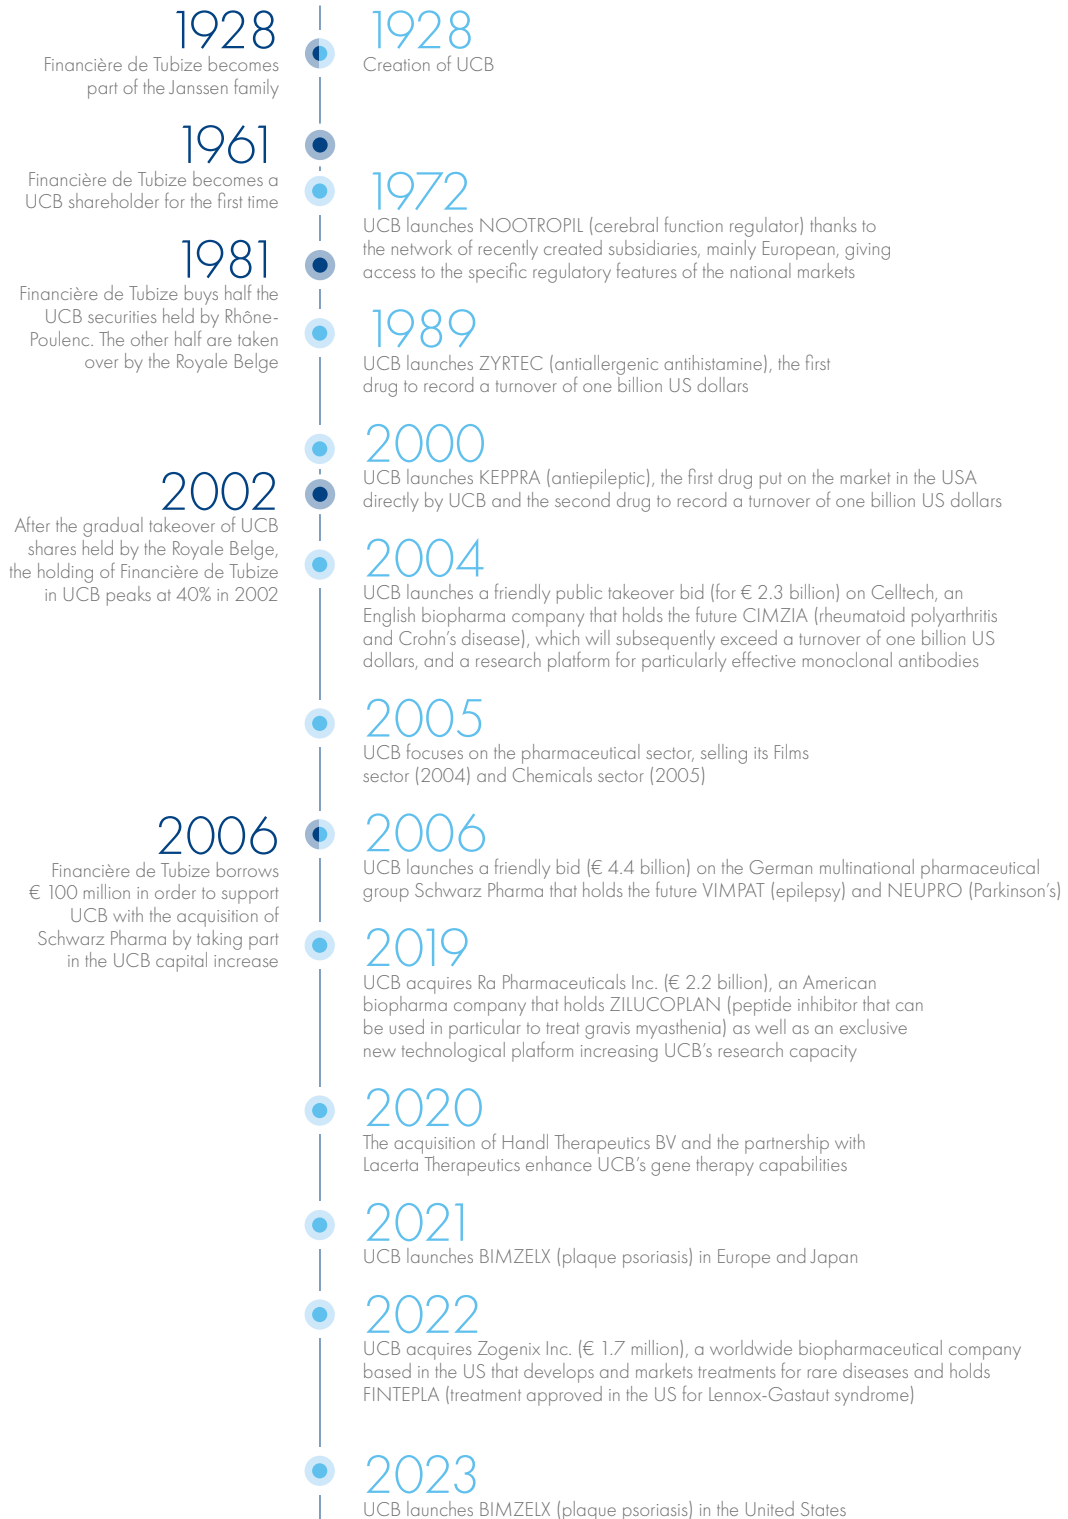 1928
Financière de Tubize becomes
part of the Janssen family
1928
Creation of UCB
1961
Financière de Tubize becomes a
UCB shareholder for the first time
1972
UCB launches NOOTROPIL (cerebral function regulator) thanks to
the network of recently created subsidiaries, mainly European, giving
access to the specific regulatory features of the national markets
1981
Financière de Tubize buys half the
UCB securities held by Rhône-
Poulenc. The other half are taken
over by the Royale Belge
1989
UCB launches ZYRTEC (antiallergenic antihistamine), the first
drug to record a turnover of one billion US dollars
2000
UCB launches KEPPRA (antiepileptic), the first drug put on the market in the USA
directly by UCB and the second drug to record a turnover of one billion US dollars
2002
After the gradual takeover of UCB
shares held by the Royale Belge,
the holding of Financière de Tubize
in UCB peaks at 40% in 2002
2004
UCB launches a friendly public takeover bid (for € 2.3 billion) on Celltech, an
English biopharma company that holds the future CIMZIA (rheumatoid polyarthritis
and Crohn's disease), which will subsequently exceed a turnover of one billion US
dollars, and a research platform for particularly effective monoclonal antibodies
2005
UCB focuses on the pharmaceutical sector, selling its Films
sector (2004) and Chemicals sector (2005)
2006
Financière de Tubize borrows
€ 100 million in order to support
UCB with the acquisition of
Schwarz Pharma by taking part
in the UCB capital increase
2006
UCB launches a friendly bid (€ 4.4 billion) on the German multinational pharmaceutical
group Schwarz Pharma that holds the future VIMPAT (epilepsy) and NEUPRO (Parkinson's)
2019
UCB acquires Ra Pharmaceuticals Inc. (€ 2.2 billion), an American
biopharma company that holds ZILUCOPLAN (peptide inhibitor that can
be used in particular to treat gravis myasthenia) as well as an exclusive
new technological platform increasing UCB's research capacity
2020
The acquisition of Handl Therapeutics BV and the partnership with
Lacerta Therapeutics enhance UCB's gene therapy capabilities
2021
UCB launches BIMZELX (plaque psoriasis) in Europe and Japan
2022
UCB acquires Zogenix Inc. (€ 1.7 million), a worldwide biopharmaceutical company
based in the US that develops and markets treatments for rare diseases and holds
FINTEPLA (treatment approved in the US for Lennox-Gastaut syndrome)
2023
UCB launches BIMZELX (plaque psoriasis) in the United States